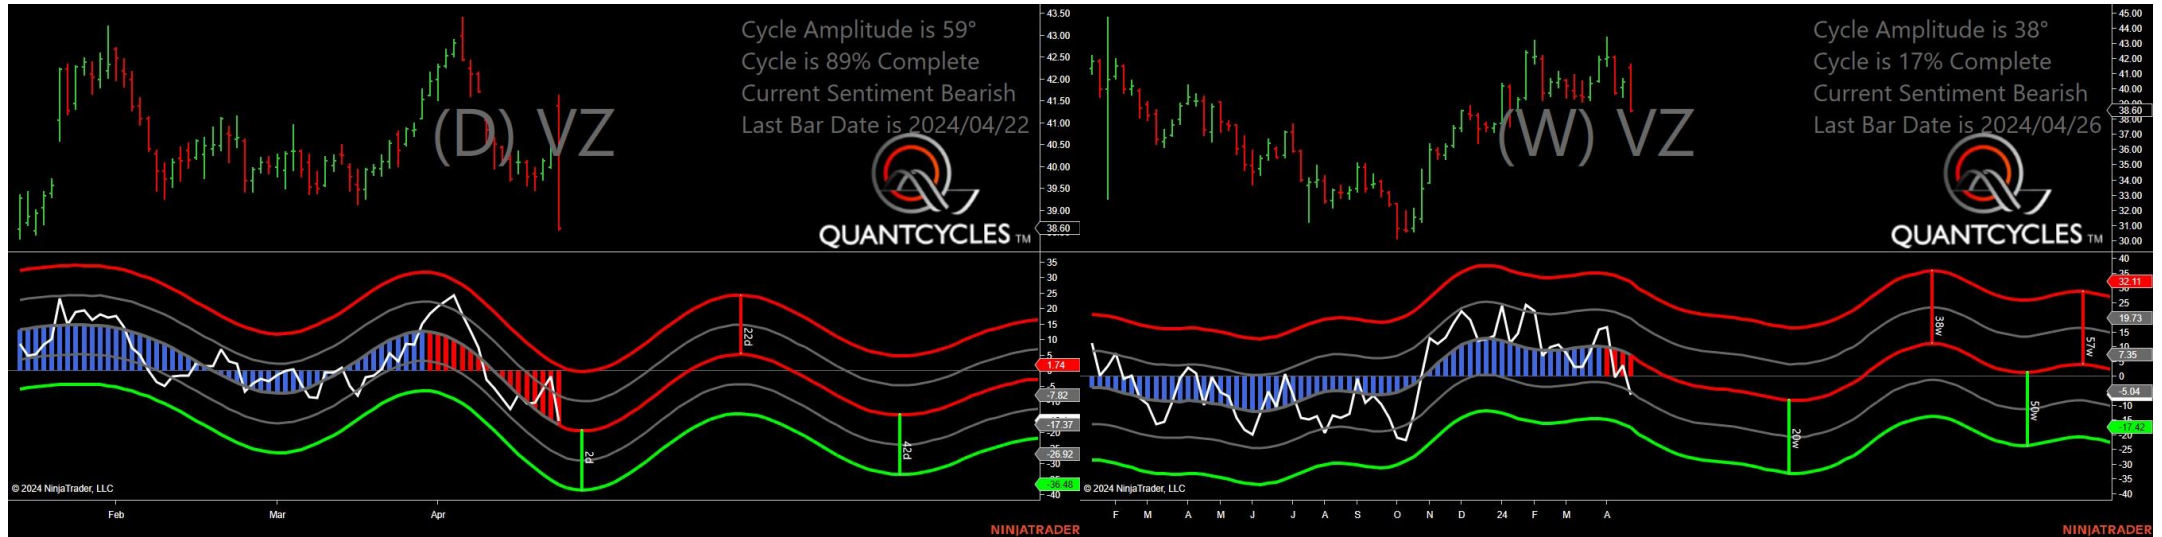 Cycle Amplitude is 59°
Cycle is 89% Complete
Current Sentiment Bearish
Last Bar Date is 2024/04/22
(D) VZ
QUANTCYCLES TM
43.50
43.00
42.50
42.00
41.50
41.00
40.50
40.00
39.50
39.00
38.60
35
30
25
20
15
10
5
1.74
-5
-7.82
-17.37
-26.92
-30
-36.48
-40
22d
2d
42d
© 2024 NinjaTrader, LLC
Feb
Mar
Apr
NINJATRADER
Cycle Amplitude is 38°
Cycle is 17% Complete
Current Sentiment Bearish
Last Bar Date is 2024/04/26
(W) VZ
QUANTCYCLES TM
45.00
44.00
43.00
42.00
41.00
40.00
38.60
38.00
37.00
36.00
35.00
34.00
33.00
32.00
31.00
30.00
40
35
32.11
30
25
19.73
15
10
7.35
0
-5.04
-10
-17.42
-20
-25
-30
-35
-40
38w
57w
20w
50w
© 2024 NinjaTrader, LLC
F
M
A
M
J
J
A
S
O
N
D
24
F
M
A
NINJATRADER